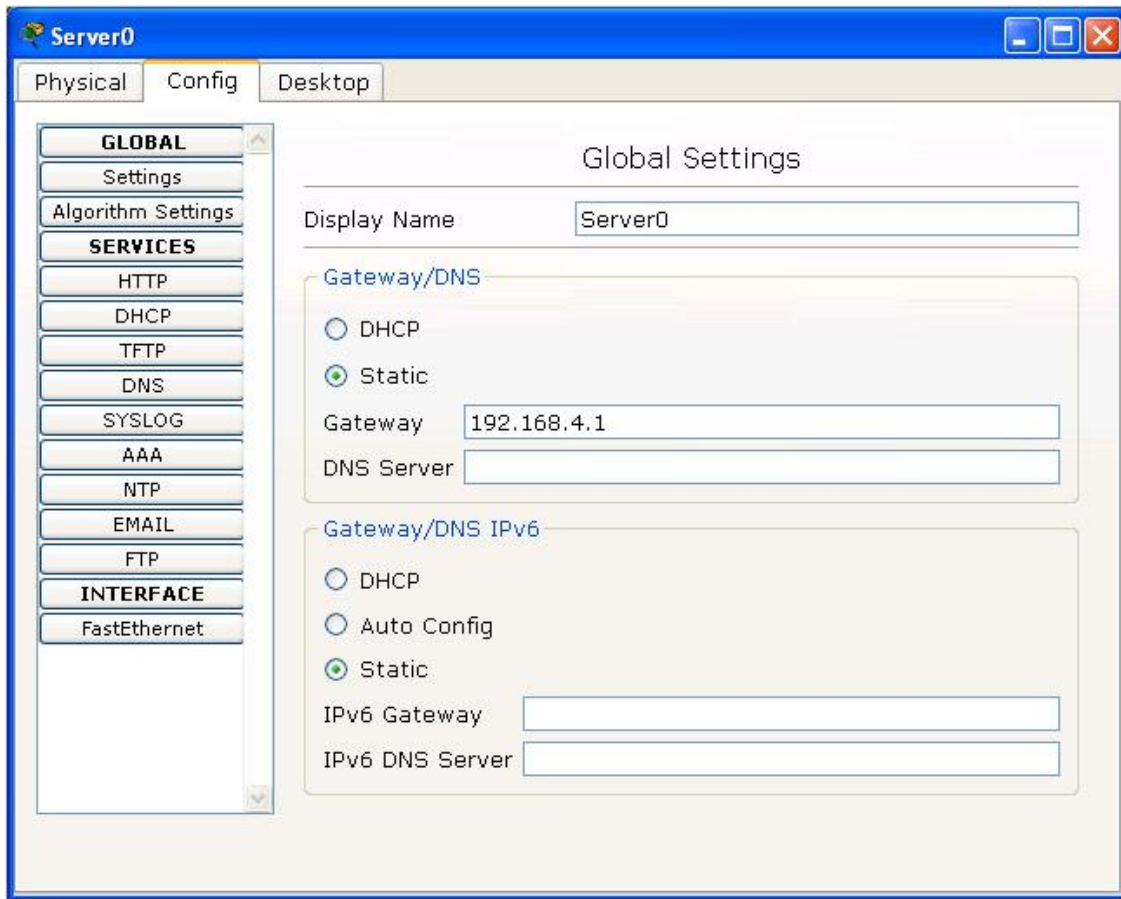 Server0
Physical Config Desktop
GLOBAL
Settings
Algorithm Settings
SERVICES
HTTP
DHCP
TFTP
DNS
SYSLOG
AAA
NTP
EMAIL
FTP
INTERFACE
FastEthernet
Global Settings
Display Name Server0
Gateway/DNS
DHCP
Static
Gateway 192.168.4.1
DNS Server
Gateway/DNS IPv6
DHCP
Auto Config
Static
IPv6 Gateway
IPv6 DNS Server